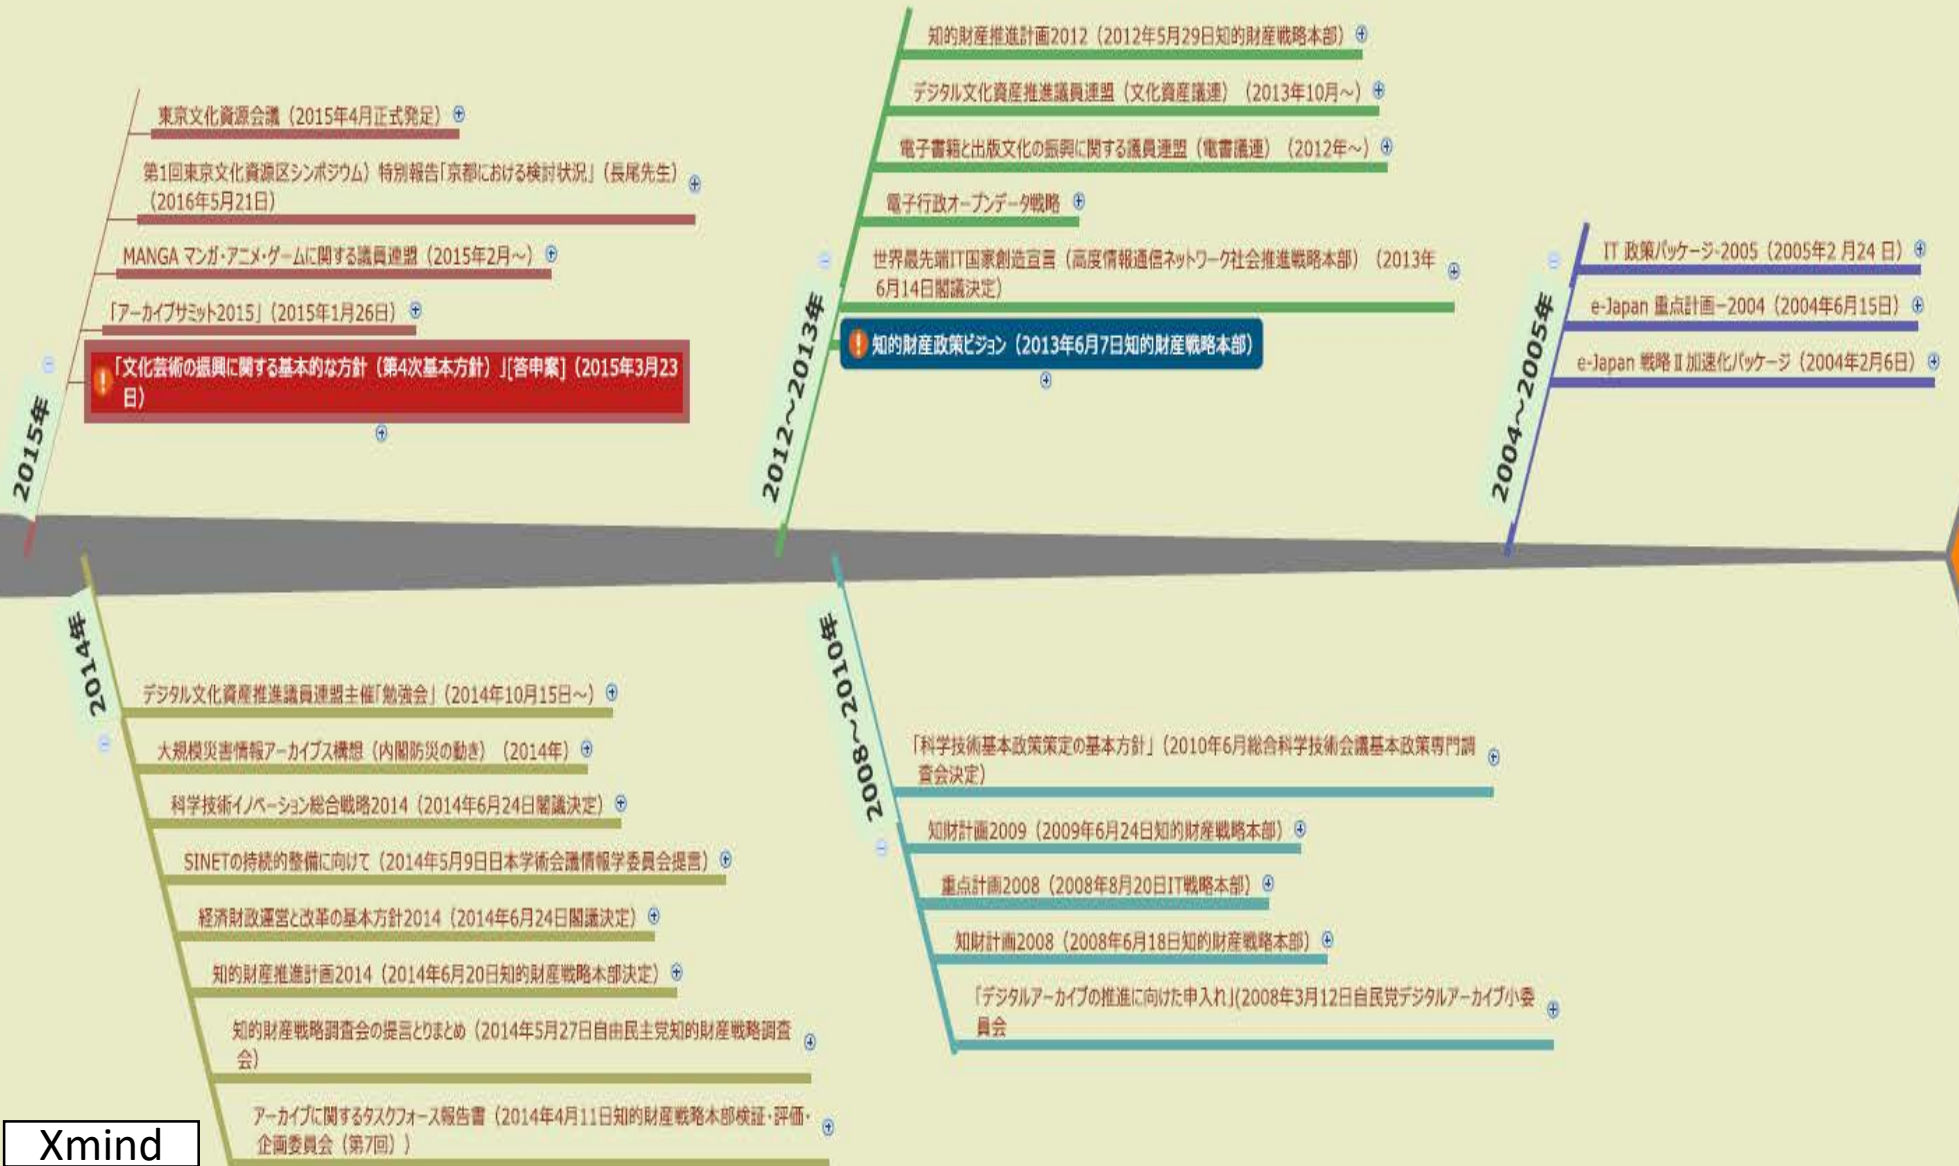 東京文化資源会議（2015年4月正式発足）
第1回東京文化資源区シンポジウム）特別報告「京都における検討状況」（長尾先生）
（2016年5月21日）
MANGA マンガ・アニメ・ゲームに関する議員連盟（2015年2月～）
「アーカイブサミット2015」（2015年1月26日）
「文化芸術の振興に関する基本的な方針（第4次基本方針）」[答申案]（2015年3月23
日）
2015年
知的財産推進計画2012（2012年5月29日知的財産戦略本部）
デジタル文化資産推進議員連盟（文化資産議連）（2013年10月～）
電子書籍と出版文化の振興に関する議員連盟（電書議連）（2012年～）
電子行政オープンデータ戦略
世界最先端IT国家創造宣言（高度情報通信ネットワーク社会推進戦略本部）（2013年
6月14日閣議決定）
知的財産政策ビジョン（2013年6月7日知的財産戦略本部）
2012～2013年
IT 政策パッケージ-2005（2005年2 月24 日）
e-Japan 重点計画－2004（2004年6月15日）
e-Japan 戦略Ⅱ加速化パッケージ（2004年2月6日）
2004～2005年
2014年
デジタル文化資産推進議員連盟主催「勉強会」（2014年10月15日～）
大規模災害情報アーカイブス構想（内閣防災の動き）（2014年）
科学技術イノベーション総合戦略2014（2014年6月24日閣議決定）
SINETの持続的整備に向けて（2014年5月9日日本学術会議情報学委員会提言）
経済財政運営と改革の基本方針2014（2014年6月24日閣議決定）
知的財産推進計画2014（2014年6月20日知的財産戦略本部決定）
知的財産戦略調査会の提言とりまとめ（2014年5月27日自由民主党知的財産戦略調査
会）
アーカイブに関するタスクフォース報告書（2014年4月11日知的財産戦略本部検証・評価・
企画委員会（第7回））
2008～2010年
「科学技術基本政策策定の基本方針」（2010年6月総合科学技術会議基本政策専門調
査会決定）
知財計画2009（2009年6月24日知的財産戦略本部）
重点計画2008（2008年8月20日IT戦略本部）
知財計画2008（2008年6月18日知的財産戦略本部）
「デジタルアーカイブの推進に向けた申入れ」(2008年3月12日自民党デジタルアーカイブ小委
員会
Xmind